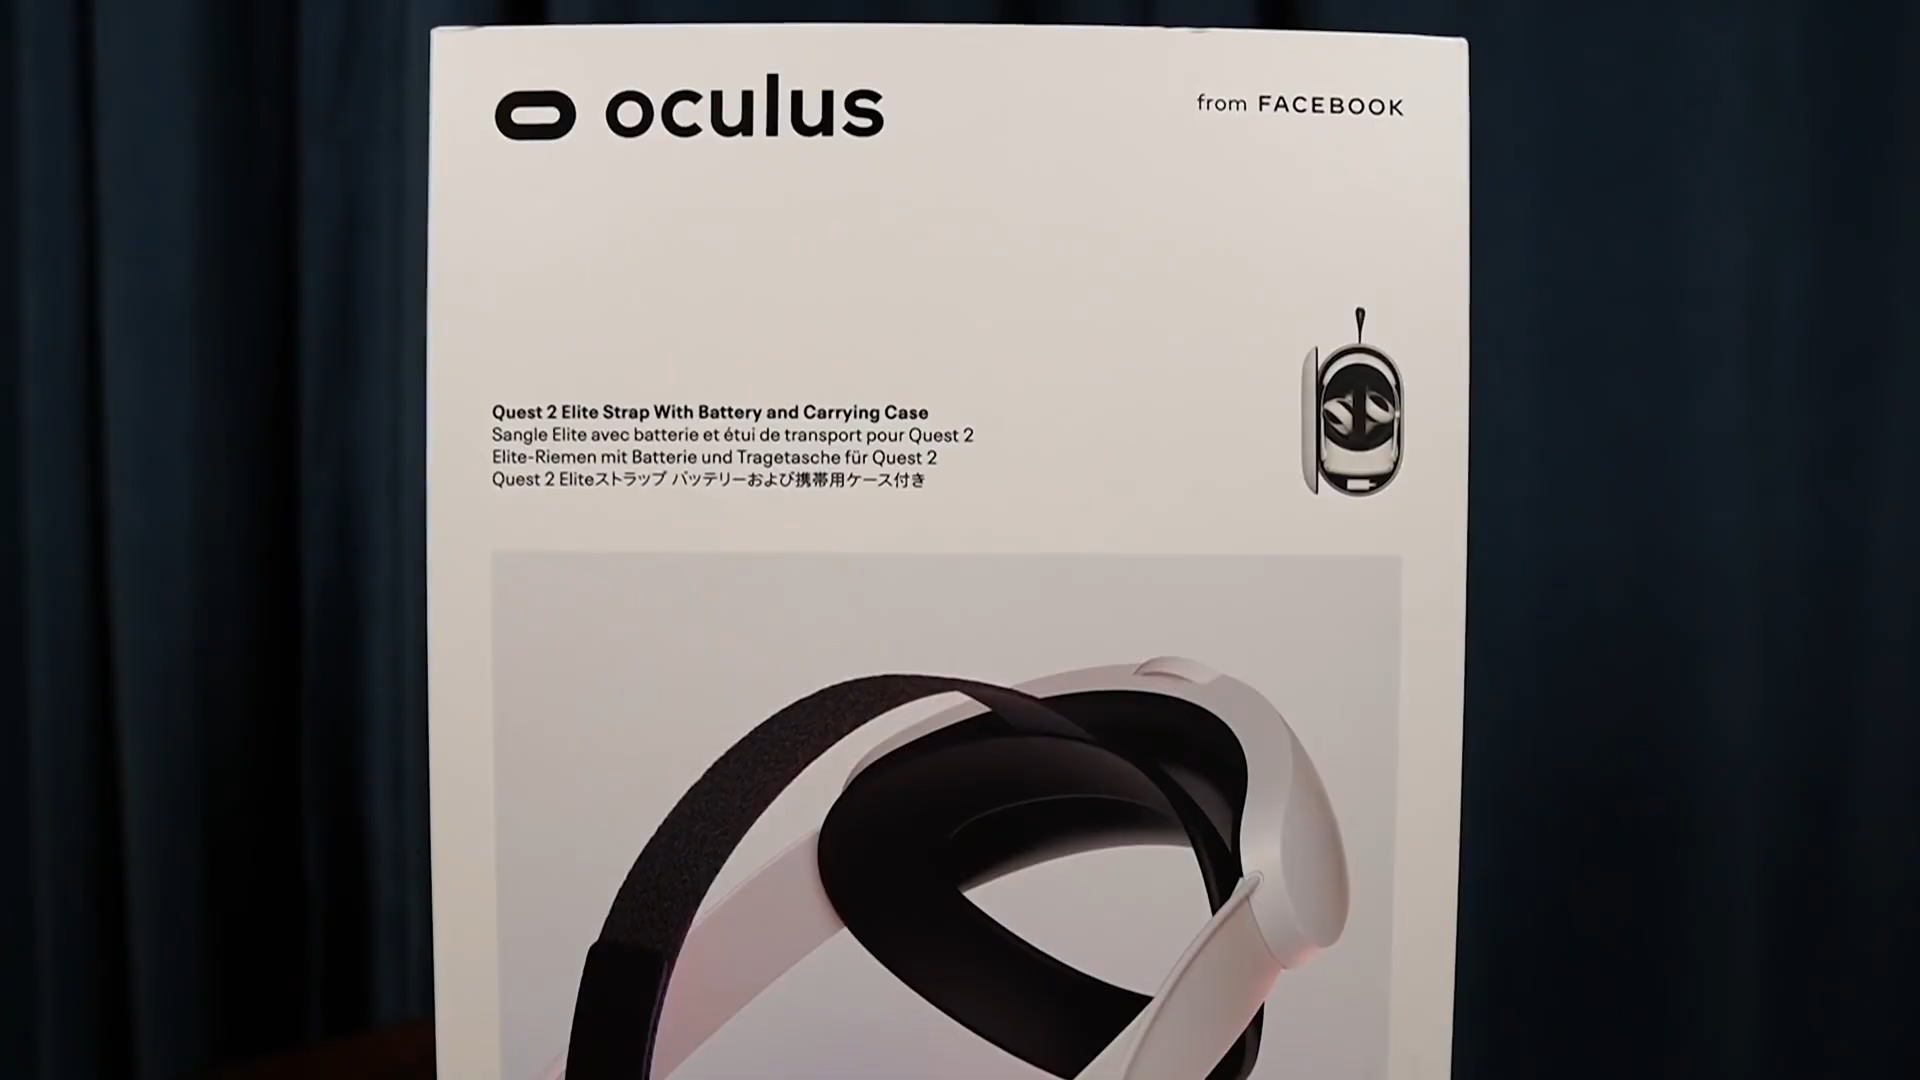 oculus
from FACEBOOK
Quest 2 Elite Strap With Battery and Carrying Case
Sangle Elite avec batterie et étui de transport pour Quest 2
Elite-Riemen mit Batterie und Tragetasche für Quest 2
Quest 2 Eliteストラップ バッテリーおよび携帯用ケース付き